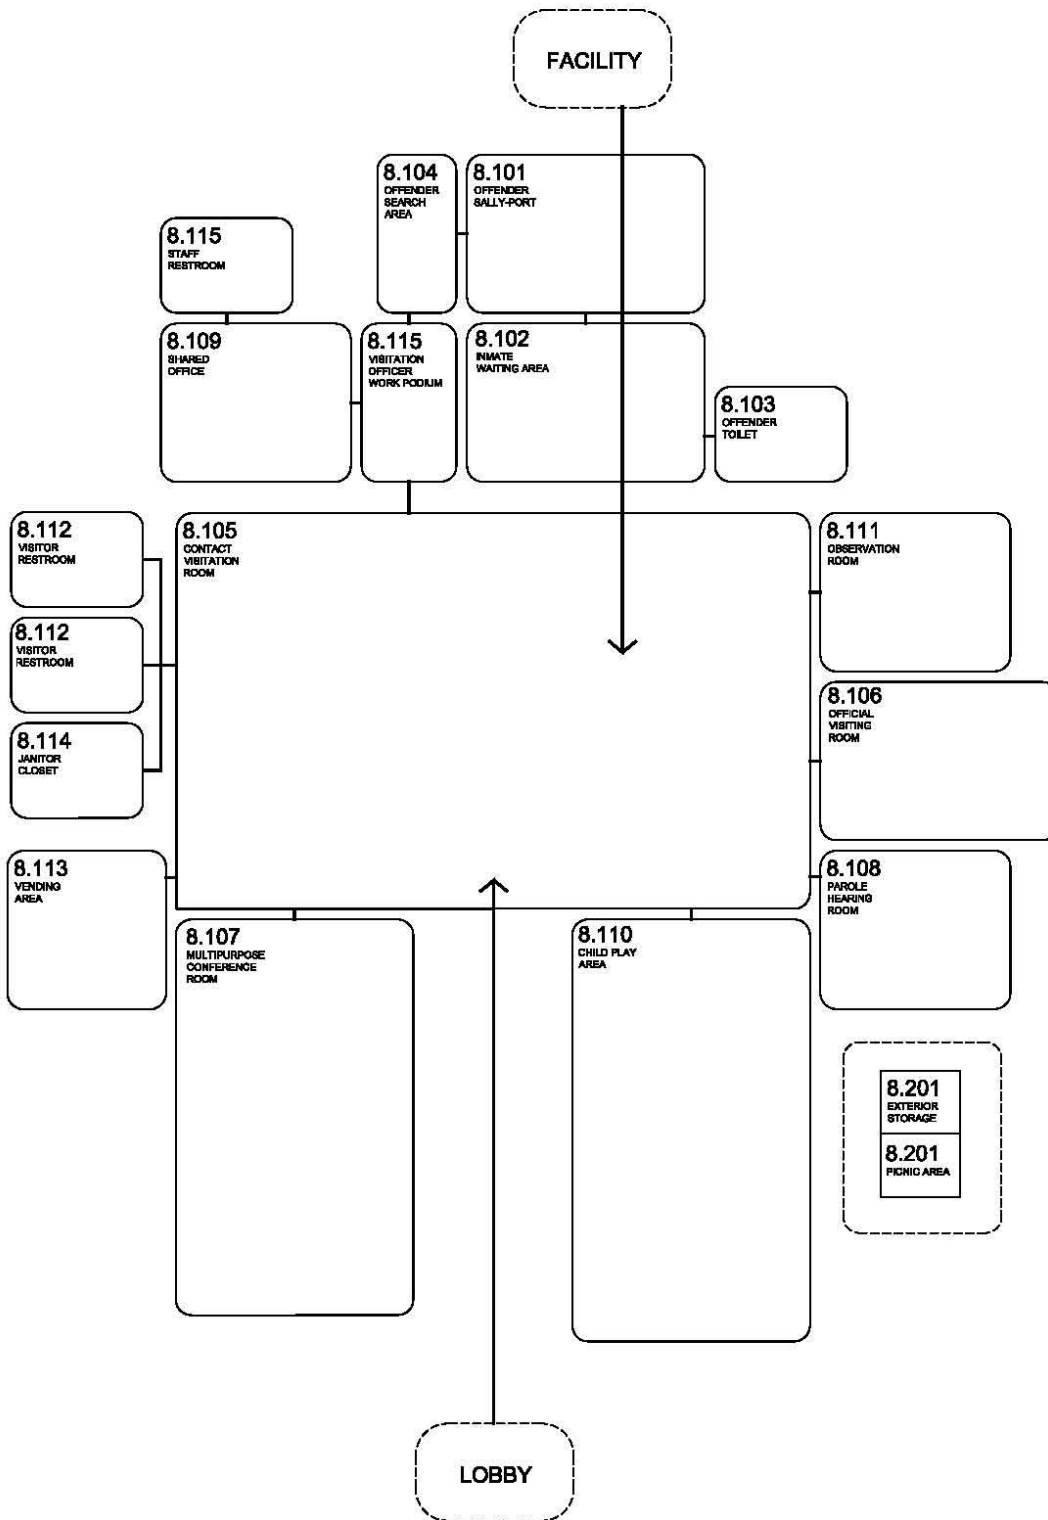 FACILITY
8.104
OFFENDER
SEARCH
AREA
8.101
OFFENDER
SALLY-PORT
8.115
STAFF
RESTROOM
8.109
SHARED
OFFICE
8.115
VISITATION
OFFICER
WORK PODIUM
8.102
INMATE
WAITING AREA
8.103
OFFENDER
TOILET
8.112
VISITOR
RESTROOM
8.105
CONTACT
VISITATION
ROOM
8.111
OBSERVATION
ROOM
8.112
VISITOR
RESTROOM
8.106
OFFICIAL
VISITING
ROOM
8.114
JANITOR
CLOSET
8.113
VENDING
AREA
8.108
PAROLE
HEARING
ROOM
8.107
MULTIPURPOSE
CONFERENCE
ROOM
8.110
CHILD PLAY
AREA
8.201
EXTERIOR
STORAGE
8.201
PICNIC AREA
LOBBY